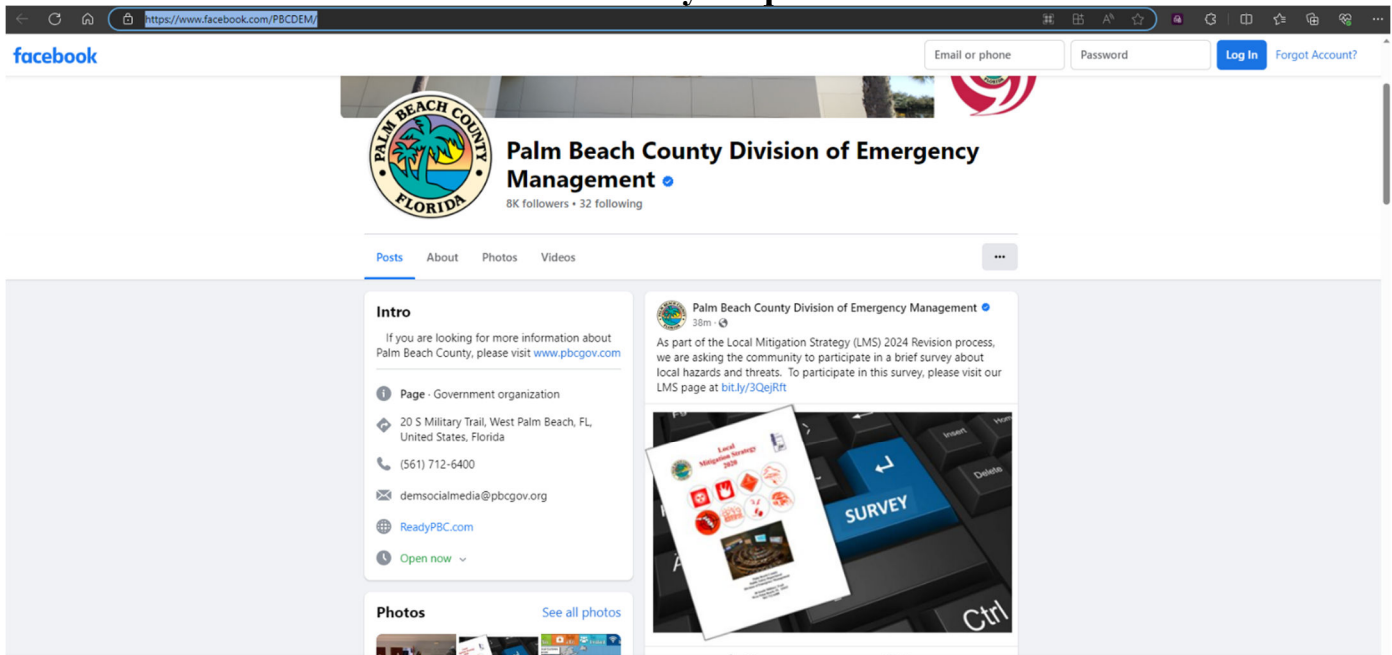 https://www.facebook.com/PBCDEM/
facebook
Email or phone
Password
Log In
Forgot Account?
PALM BEACH COUNTY
FLORIDA
Palm Beach County Division of Emergency
Management
8K followers • 32 following
Posts
About
Photos
Videos
Intro
If you are looking for more information about
Palm Beach County, please visit www.pbcgov.com
Page · Government organization
20 S Military Trail, West Palm Beach, FL,
United States, Florida
(561) 712-6400
demsocialmedia@pbcgov.org
ReadyPBC.com
Open now
Photos
See all photos
Palm Beach County Division of Emergency Management
38m ·
As part of the Local Mitigation Strategy (LMS) 2024 Revision process,
we are asking the community to participate in a brief survey about
local hazards and threats. To participate in this survey, please visit our
LMS page at bit.ly/3QejRft
Local
Mitigation Strategy
2020
Insert
Delete
SURVEY
Ctrl